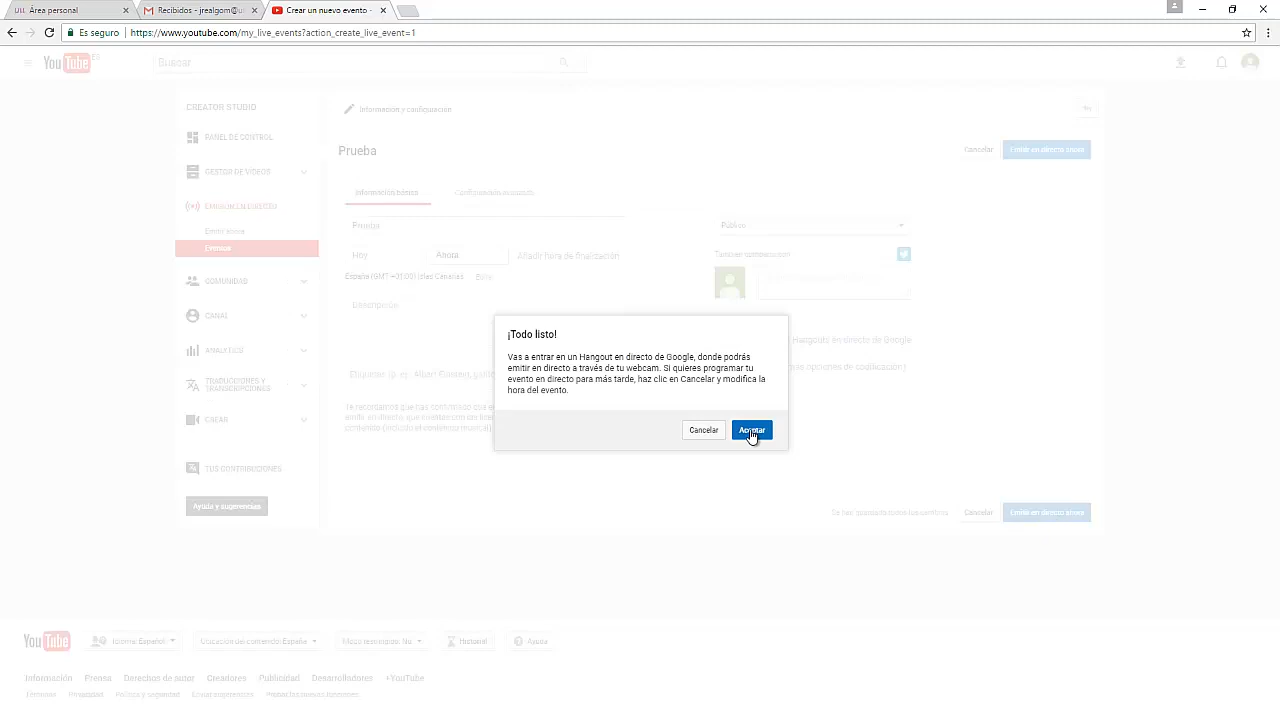 ULL Área personal
Recibidos - jrealgom@u
Crear un nuevo evento -
Es seguro
https://www.youtube.com/my_live_events?action_create_live_event=1
YouTube ES
Buscar
CREATOR STUDIO
PANEL DE CONTROL
GESTOR DE VÍDEOS
EMISIÓN EN DIRECTO
Emitir ahora
Eventos
COMUNIDAD
CANAL
ANALYTICS
TRADUCCIONES Y
TRANSCRIPCIONES
CREAR
TUS CONTRIBUCIONES
Ayuda y sugerencias
Información y configuración
Prueba
Cancelar
Emitir en directo ahora
Información básica
Configuración avanzada
Prueba
Público
Hoy
Ahora
Añadir hora de finalización
España (GMT +01:00) Islas Canarias
Descripción
Hangouts en directo de Google
más opciones de codificación)
¡Todo listo!
Vas a entrar en un Hangout en directo de Google, donde podrás
emitir en directo a través de tu webcam. Si quieres programar tu
evento en directo para más tarde, haz clic en Cancelar y modifica la
hora del evento.
Cancelar
Aceptar
Se han guardado todos los cambios.
Cancelar
Emitir en directo ahora
YouTube
Idioma: Español
Ubicación del contenido: España
Modo restringido: No
Historial
Ayuda
Información
Prensa
Derechos de autor
Creadores
Publicidad
Desarrolladores
+YouTube
Términos
Privacidad
Política y seguridad
Enviar sugerencias
Probar las nuevas funciones